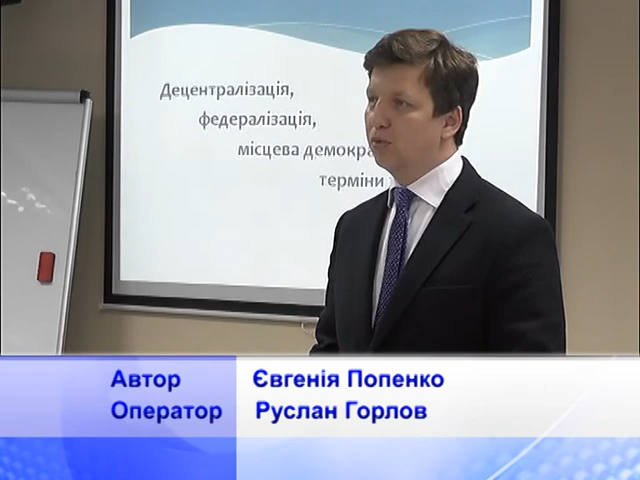 Децентралізація,
федералізація,
місцева демокра
терміни
Автор Євгенія Попенко
Оператор Руслан Горлов